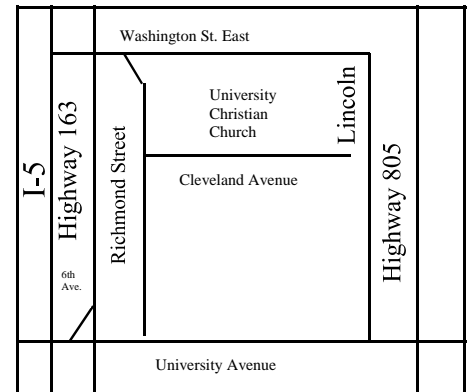 Washington St. East
University
Christian
Church
Lincoln
I-5
Highway 163
Richmond Street
Cleveland Avenue
Highway 805
6th
Ave.
University Avenue